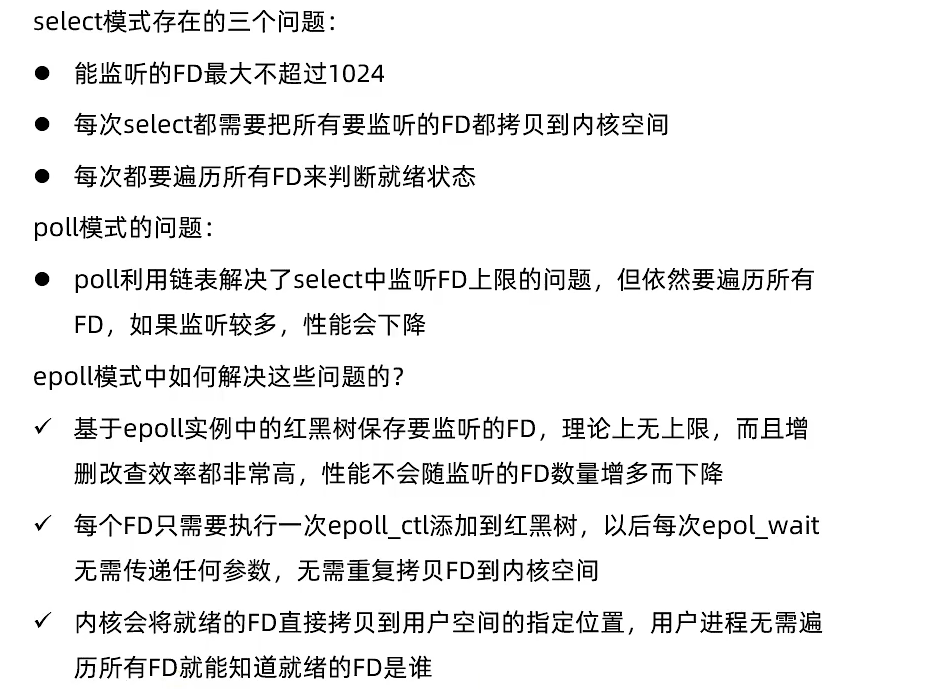 select模式存在的三个问题：
● 能监听的FD最大不超过1024
● 每次select都需要把所有要监听的FD都拷贝到内核空间
● 每次都要遍历所有FD来判断就绪状态
poll模式的问题：
● poll利用链表解决了select中监听FD上限的问题，但依然要遍历所有
FD，如果监听较多，性能会下降
epoll模式中如何解决这些问题的？
✓ 基于epoll实例中的红黑树保存要监听的FD，理论上无上限，而且增
删改查效率都非常高，性能不会随监听的FD数量增多而下降
✓ 每个FD只需要执行一次epoll_ctl添加到红黑树，以后每次epol_wait
无需传递任何参数，无需重复拷贝FD到内核空间
✓ 内核会将就绪的FD直接拷贝到用户空间的指定位置，用户进程无需遍
历所有FD就能知道就绪的FD是谁